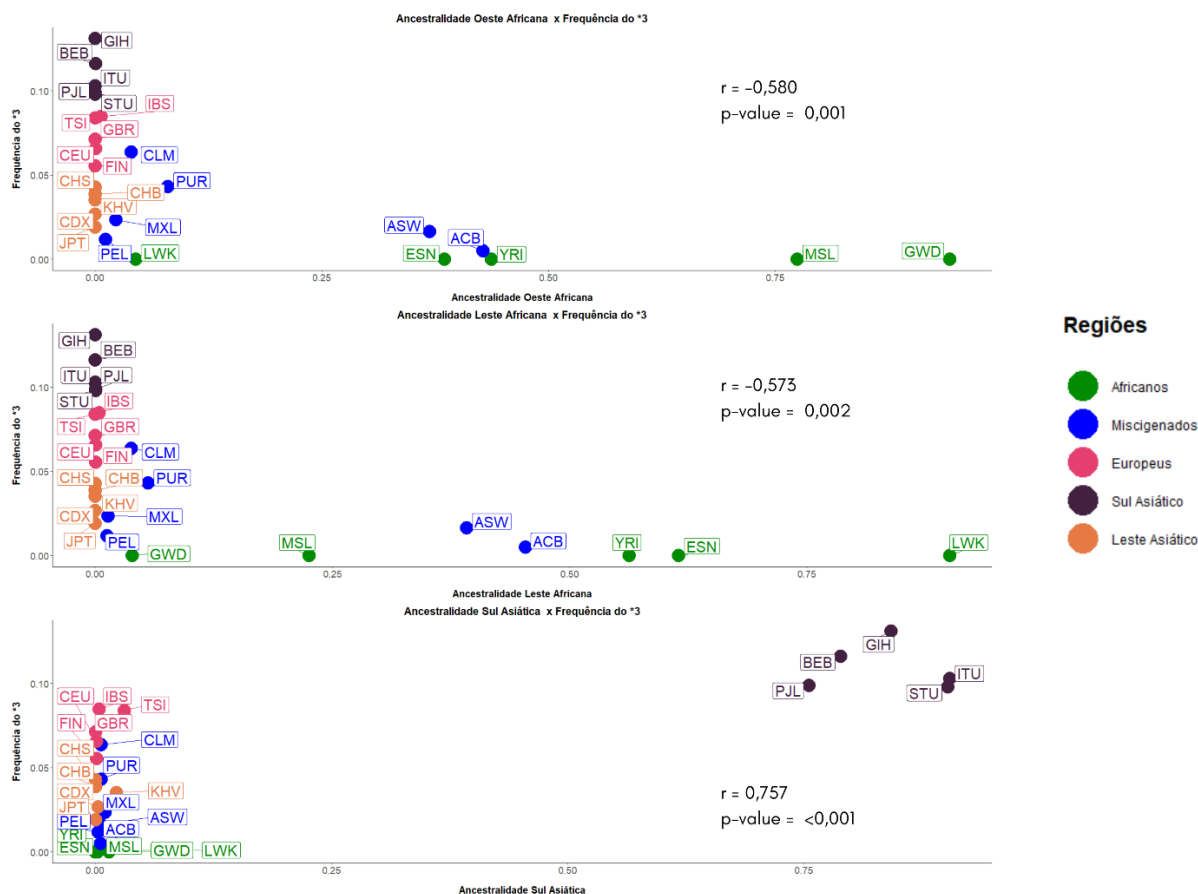 Ancestralidade Oeste Africana x Frequência do *3
Frequência do *3
0.10
0.05
0.00
GIH
BEB
ITU
PJL
STU
IBS
TSI
GBR
CEU
CLM
FIN
CHS
CHB
PUR
KHV
CDX
MXL
JPT
PEL
LWK
ASW
ACB
ESN
YRI
MSL
GWD
r = -0,580
p-value = 0,001
0.00
0.25
0.50
0.75
Ancestralidade Oeste Africana
Ancestralidade Leste Africana x Frequência do *3
Frequência do *3
0.10
0.05
0.00
GIH
BEB
ITU
PJL
STU
IBS
TSI
GBR
CEU
FIN
CLM
CHS
CHB
PUR
KHV
CDX
MXL
JPT
PEL
GWD
MSL
ASW
ACB
YRI
ESN
LWK
r = -0,573
p-value = 0,002
0.00
0.25
0.50
0.75
Ancestralidade Leste Africana
Ancestralidade Sul Asiática x Frequência do *3
Frequência do *3
0.10
0.05
0.00
GIH
BEB
ITU
PJL
STU
CEU
IBS
TSI
FIN
GBR
CHS
CLM
CHB
PUR
CDX
KHV
JPT
MXL
PEL
ASW
YRI
ACB
ESN
MSL
GWD
LWK
r = 0,757
p-value = <0,001
0.00
0.25
0.50
0.75
Ancestralidade Sul Asiática
Regiões
Africanos
Miscigenados
Europeus
Sul Asiático
Leste Asiático